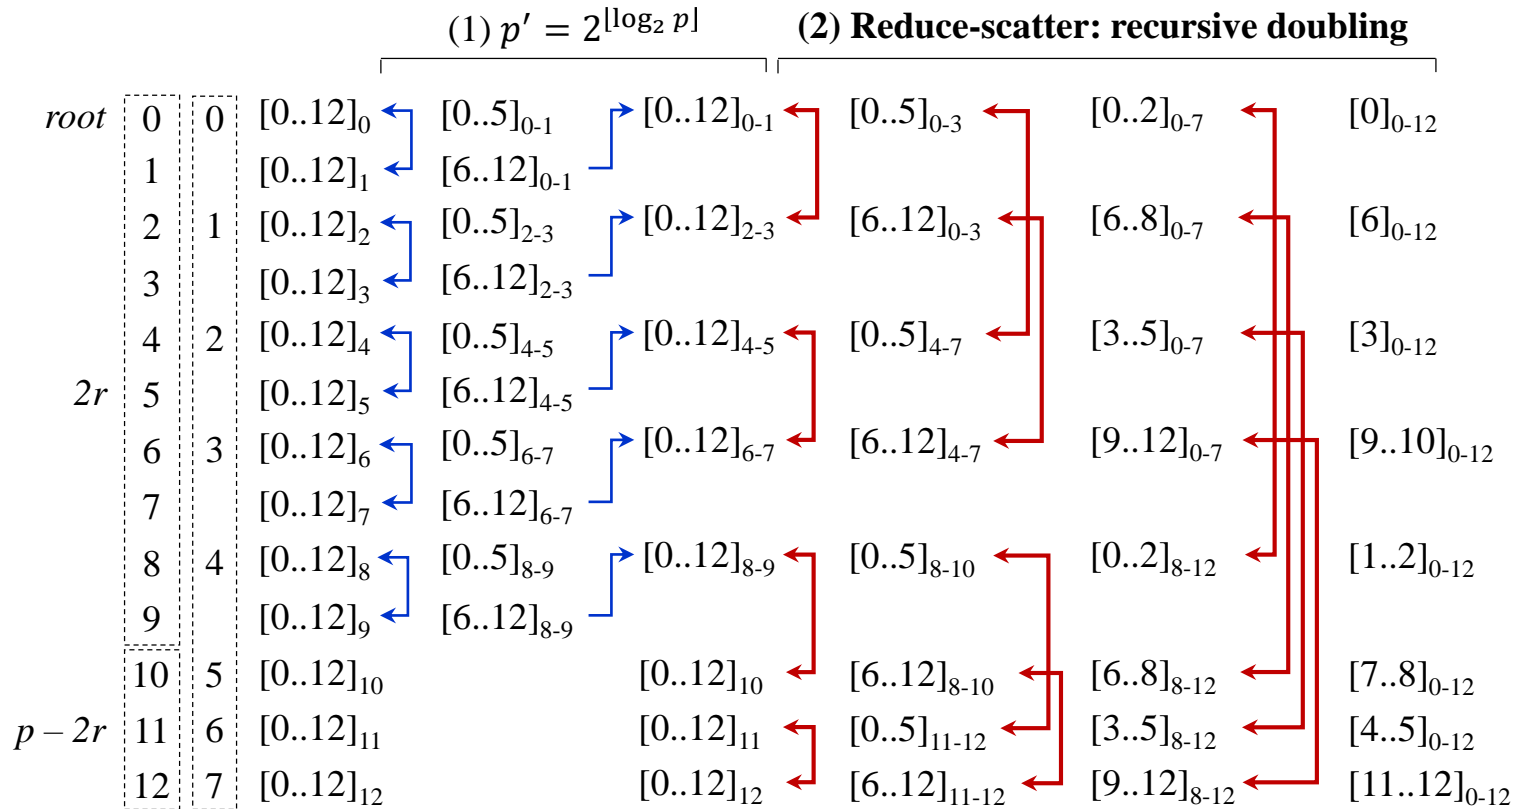 (1) p′ = 2^⌊log₂ p⌋ (2) Reduce-scatter: recursive doubling
root 0 0 [0..12]₀ [0..5]₀₋₁ [0..12]₀₋₁ [0..5]₀₋₃ [0..2]₀₋₇ [0]₀₋₁₂
1 [0..12]₁ [6..12]₀₋₁
2 1 [0..12]₂ [0..5]₂₋₃ [0..12]₂₋₃ [6..12]₀₋₃ [6..8]₀₋₇ [6]₀₋₁₂
3 [0..12]₃ [6..12]₂₋₃
4 2 [0..12]₄ [0..5]₄₋₅ [0..12]₄₋₅ [0..5]₄₋₇ [3..5]₀₋₇ [3]₀₋₁₂
2r 5 [0..12]₅ [6..12]₄₋₅
6 3 [0..12]₆ [0..5]₆₋₇ [0..12]₆₋₇ [6..12]₄₋₇ [9..12]₀₋₇ [9..10]₀₋₁₂
7 [0..12]₇ [6..12]₆₋₇
8 4 [0..12]₈ [0..5]₈₋₉ [0..12]₈₋₉ [0..5]₈₋₁₀ [0..2]₈₋₁₂ [1..2]₀₋₁₂
9 [0..12]₉ [6..12]₈₋₉
10 5 [0..12]₁₀ [0..12]₁₀ [6..12]₈₋₁₀ [6..8]₈₋₁₂ [7..8]₀₋₁₂
p – 2r 11 6 [0..12]₁₁ [0..12]₁₁ [0..5]₁₁₋₁₂ [3..5]₈₋₁₂ [4..5]₀₋₁₂
12 7 [0..12]₁₂ [0..12]₁₂ [6..12]₁₁₋₁₂ [9..12]₈₋₁₂ [11..12]₀₋₁₂